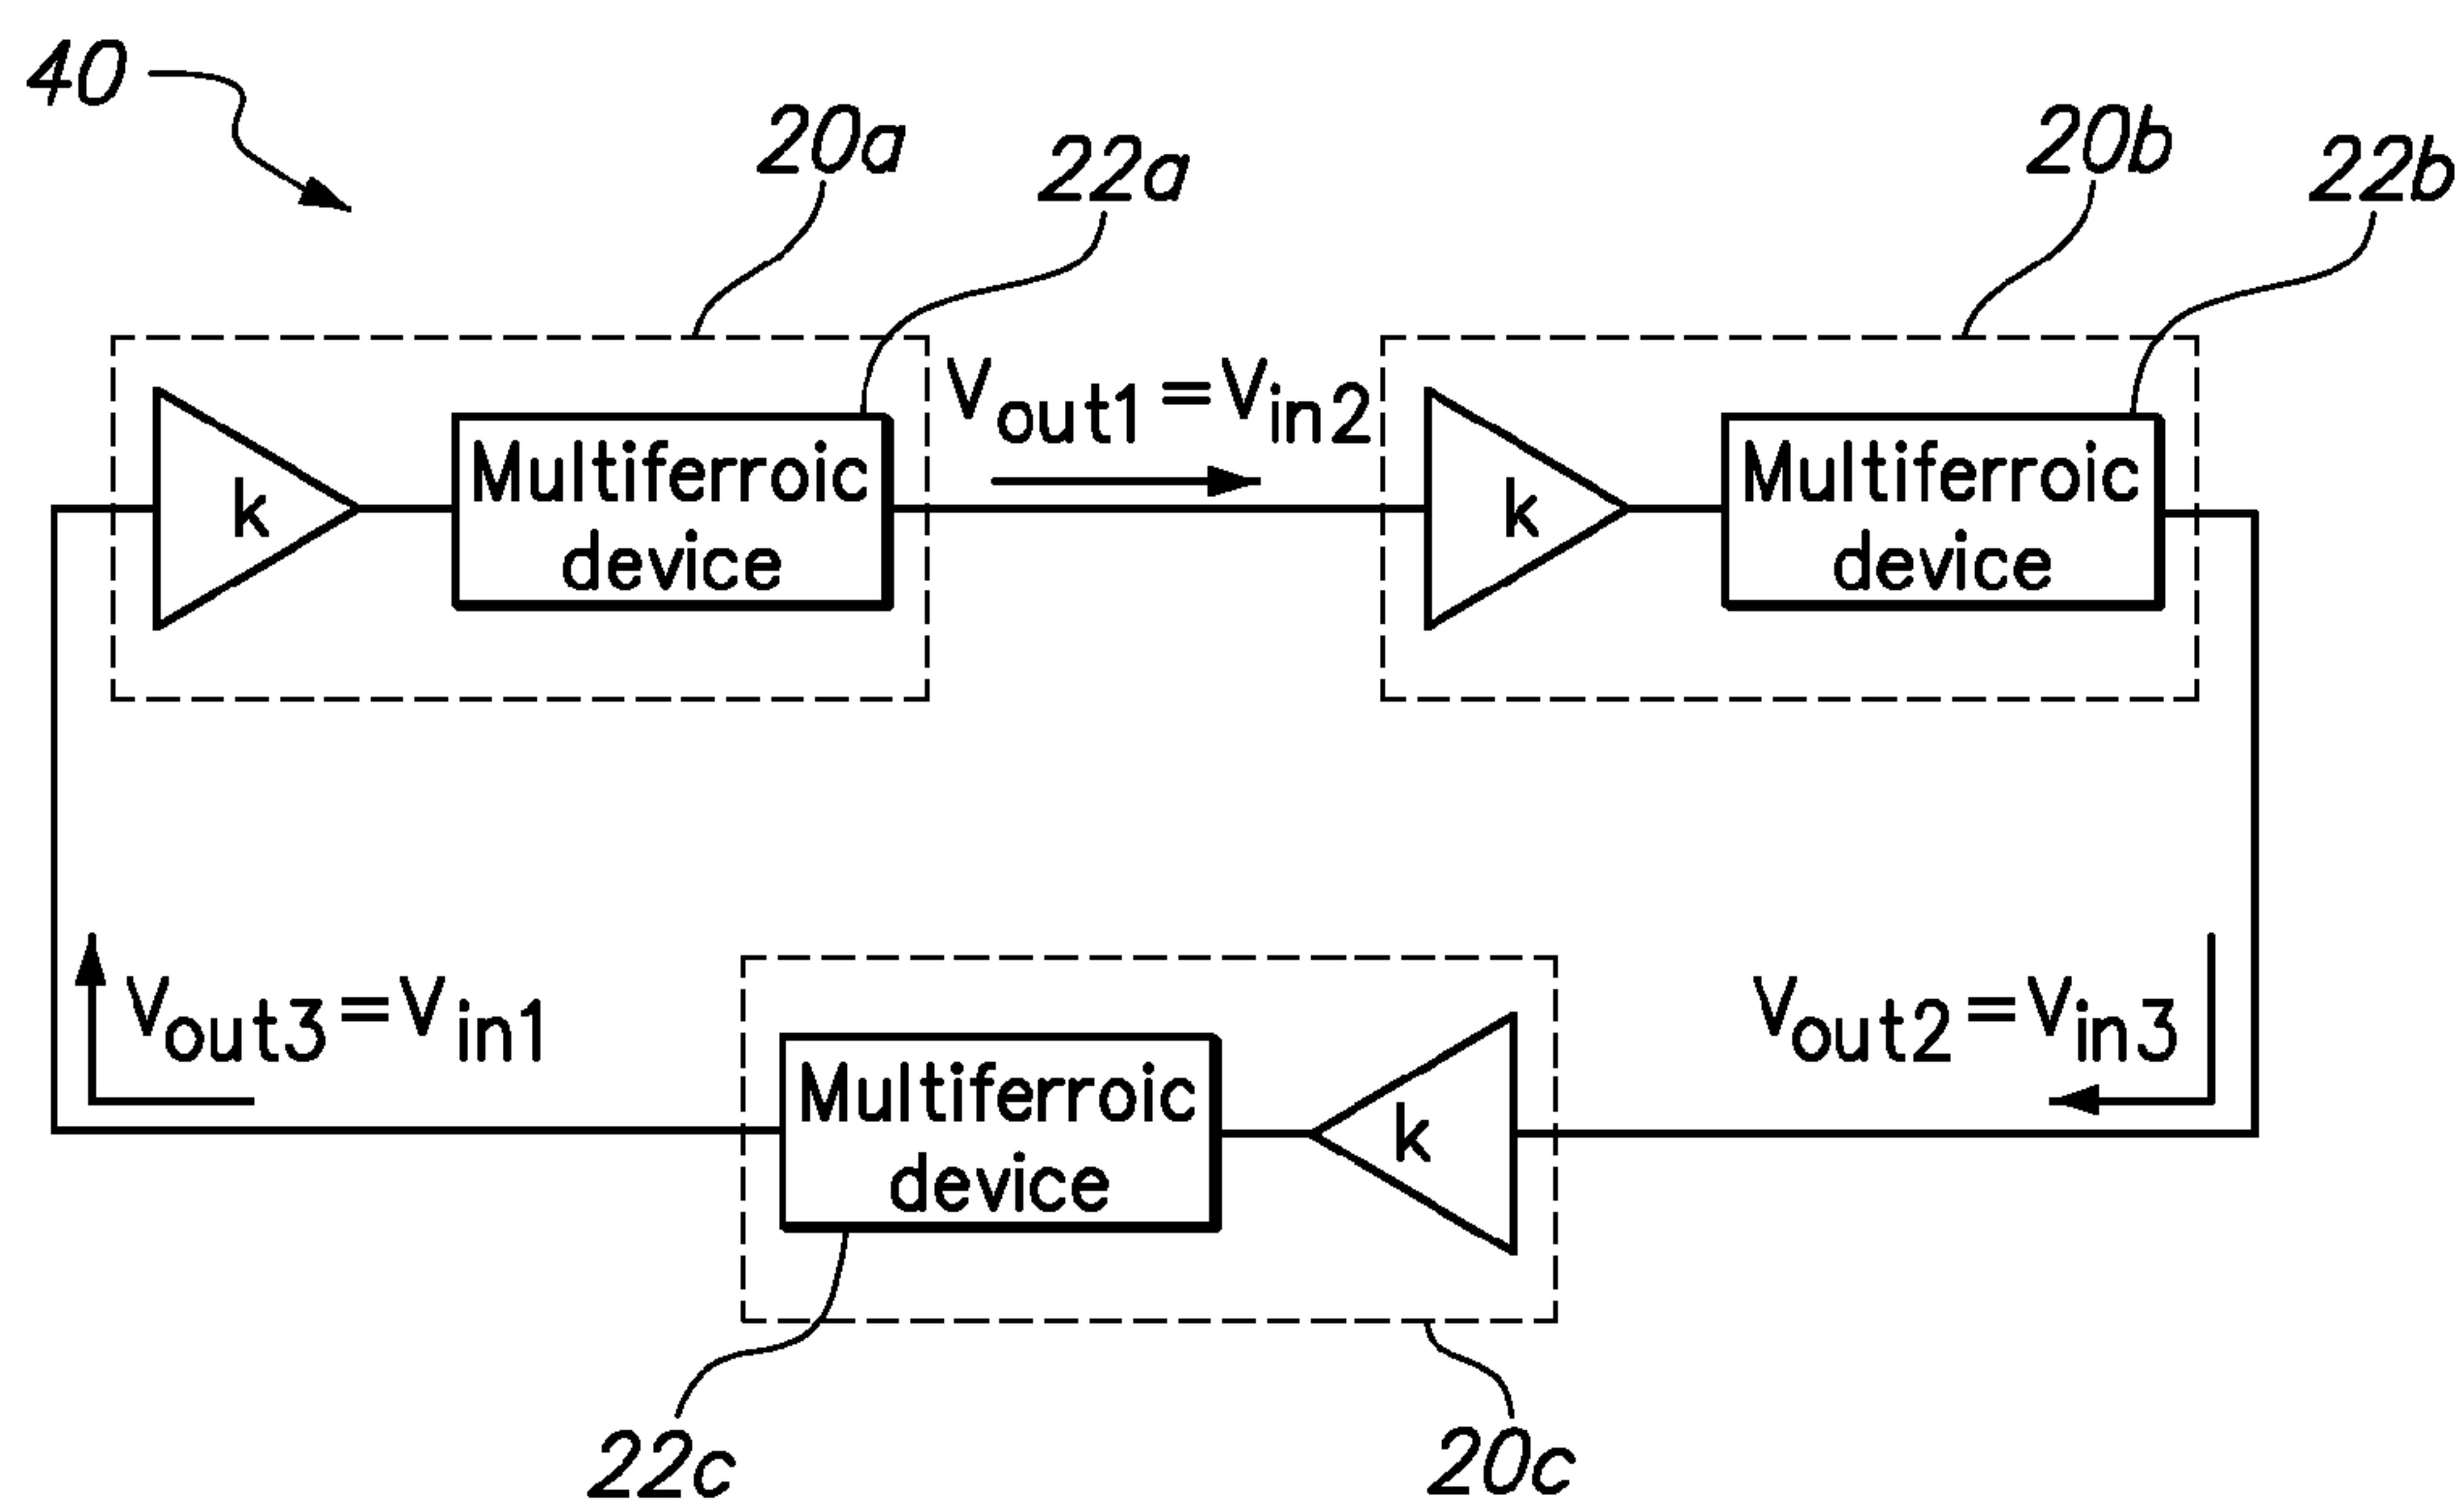 40
20a
22a
20b
22b
k
Multiferroic
device
Vout1=Vin2
k
Multiferroic
device
Vout3=Vin1
Multiferroic
device
k
Vout2=Vin3
22c
20c